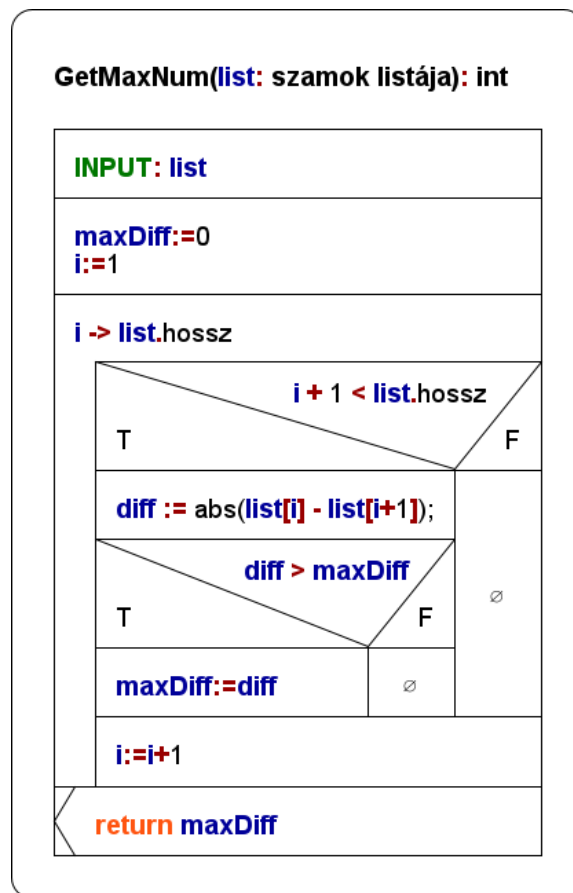 GetMaxNum(list: szamok listája): int
INPUT: list
maxDiff:=0
i:=1
i -> list.hossz
i + 1 < list.hossz
T
F
diff := abs(list[i] - list[i+1]);
diff > maxDiff
T
F
∅
maxDiff:=diff
∅
i:=i+1
return maxDiff